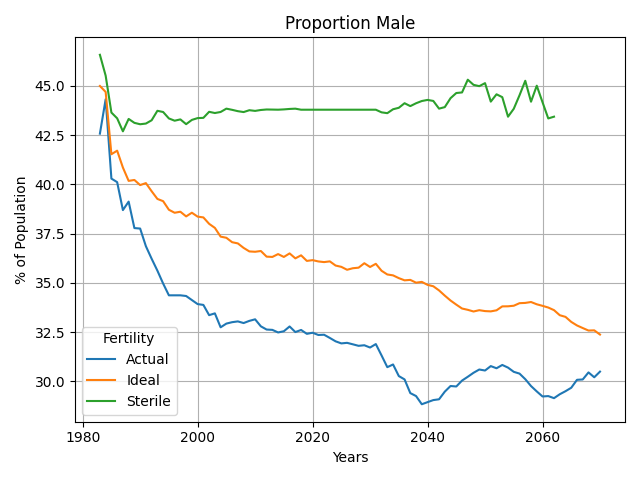 Proportion Male
% of Population
45.0
42.5
40.0
37.5
35.0
32.5
30.0
Fertility
Actual
Ideal
Sterile
1980
2000
2020
2040
2060
Years